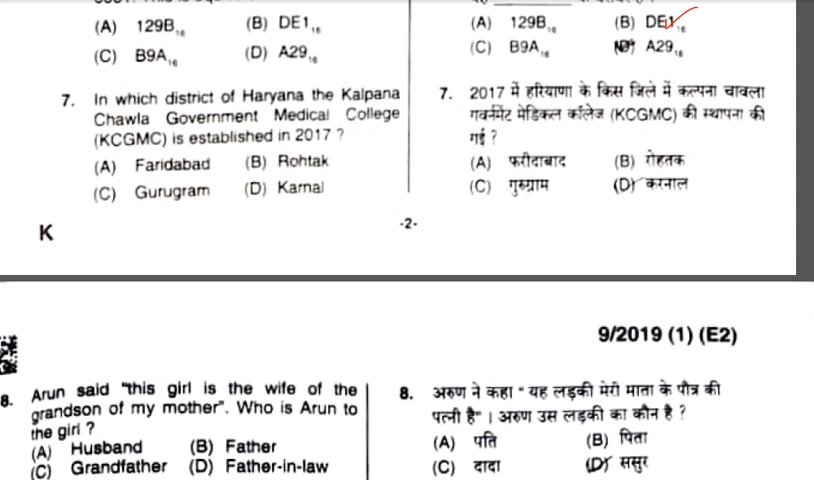 (A) 129B₁₆ (B) DE1₁₆
(C) B9A₁₆ (D) A29₁₆
7. In which district of Haryana the Kalpana
Chawla Government Medical College
(KCGMC) is established in 2017 ?
(A) Faridabad (B) Rohtak
(C) Gurugram (D) Karnal
(A) 129B₁₆ (B) DE1₁₆
(C) B9A₁₆ A29₁₆
7. 2017 में हरियाणा के किस जिले में कल्पना चावला
गवर्नमेंट मेडिकल कॉलेज (KCGMC) की स्थापना की
गई ?
(A) फरीदाबाद (B) रोहतक
(C) गुरुग्राम (D) करनाल
K
-2-
9/2019 (1) (E2)
8. Arun said "this girl is the wife of the
grandson of my mother". Who is Arun to
the girl ?
(A) Husband (B) Father
(C) Grandfather (D) Father-in-law
8. अरुण ने कहा " यह लड़की मेरी माता के पौत्र की
पत्नी है" । अरुण उस लड़की का कौन है ?
(A) पति (B) पिता
(C) दादा (D) ससुर